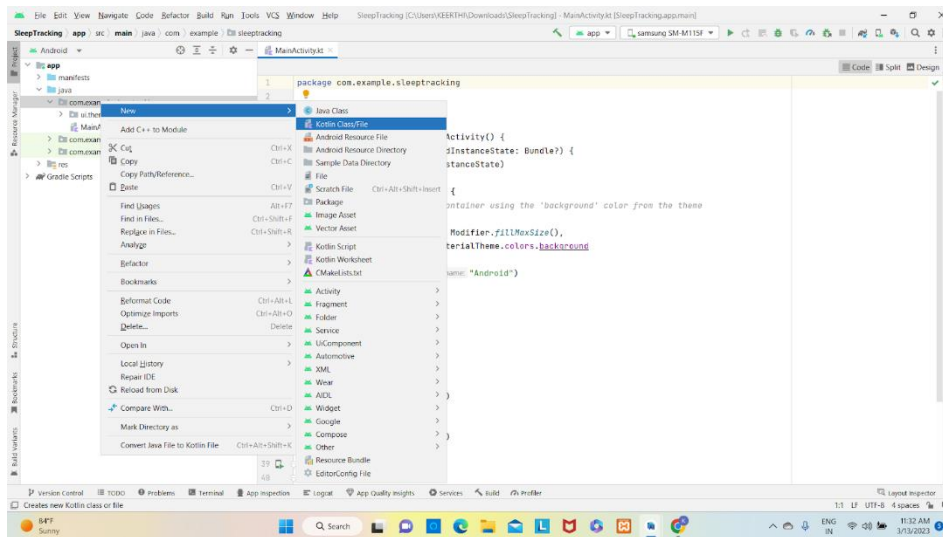 File Edit View Navigate Code Refactor Build Run Tools VCS Window Help SleepTracking [C:\Users\KEERTHI\Downloads\SleepTracking] - MainActivity.kt [SleepTracking.app.main]
SleepTracking app src main java com example sleeptracking app samsung SM-M115F
Android MainActivity.kt
Code Split Design
Project
Resource Manager
Structure
Bookmarks
Build Variants
app
manifests
java
com.exan
ui.then
MainA
com.exan
com.exan
res
Gradle Scripts
New
Add C++ to Module
Cut Ctrl+X
Copy Ctrl+C
Copy Path/Reference...
Paste Ctrl+V
Find Usages Alt+F7
Find in Files... Ctrl+Shift+F
Replace in Files... Ctrl+Shift+R
Analyze
Refactor
Bookmarks
Reformat Code Ctrl+Alt+L
Optimize Imports Ctrl+Alt+O
Delete... Delete
Open In
Local History
Repair IDE
Reload from Disk
Compare With... Ctrl+D
Mark Directory as
Convert Java File to Kotlin File Ctrl+Alt+Shift+K
Java Class
Kotlin Class/File
Android Resource File
Android Resource Directory
Sample Data Directory
File
Scratch File Ctrl+Alt+Shift+Insert
Package
Image Asset
Vector Asset
Kotlin Script
Kotlin Worksheet
CMakeLists.txt
Activity
Fragment
Folder
Service
UiComponent
Automotive
XML
Wear
AIDL
Widget
Google
Compose
Other
Resource Bundle
EditorConfig File
1 package com.example.sleeptracking
2
Activity() {
dInstanceState: Bundle?) {
stanceState)
{
ontainer using the 'background' color from the theme
Modifier.fillMaxSize(),
terialTheme.colors.background
name: "Android")
)
)
39
40
Version Control TODO Problems Terminal App Inspection Logcat App Quality Insights Services Build Profiler Layout Inspector
Creates new Kotlin class or file 1:1 LF UTF-8 4 spaces
84°F
Sunny
Search
ENG
IN
11:32 AM
3/13/2023